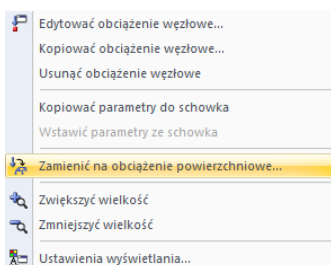 Edytować obciążenie węzłowe...
Kopiować obciążenie węzłowe...
Usunąć obciążenie węzłowe
Kopiować parametry do schowka
Wstawić parametry ze schowka
Zamienić na obciążenie powierzchniowe...
Zwiększyć wielkość
Zmniejszyć wielkość
Ustawienia wyświetlania...